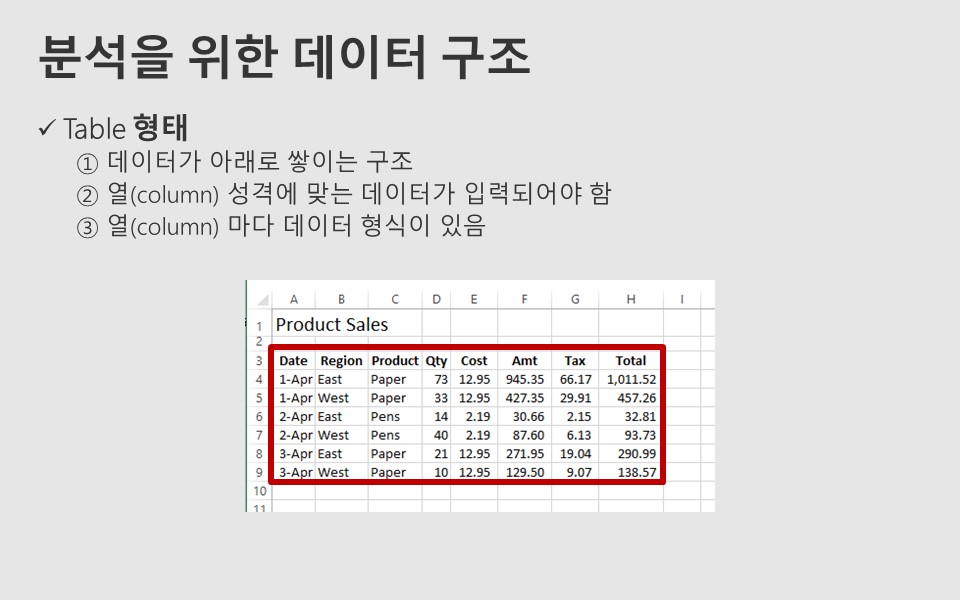 분석을 위한 데이터 구조
✓ Table 형태
① 데이터가 아래로 쌓이는 구조
② 열(column) 성격에 맞는 데이터가 입력되어야 함
③ 열(column) 마다 데이터 형식이 있음
A B C D E F G H I
1 Product Sales
2
3 Date Region Product Qty Cost Amt Tax Total
4 1-Apr East Paper 73 12.95 945.35 66.17 1,011.52
5 1-Apr West Paper 33 12.95 427.35 29.91 457.26
6 2-Apr East Pens 14 2.19 30.66 2.15 32.81
7 2-Apr West Pens 40 2.19 87.60 6.13 93.73
8 3-Apr East Paper 21 12.95 271.95 19.04 290.99
9 3-Apr West Paper 10 12.95 129.50 9.07 138.57
10
11